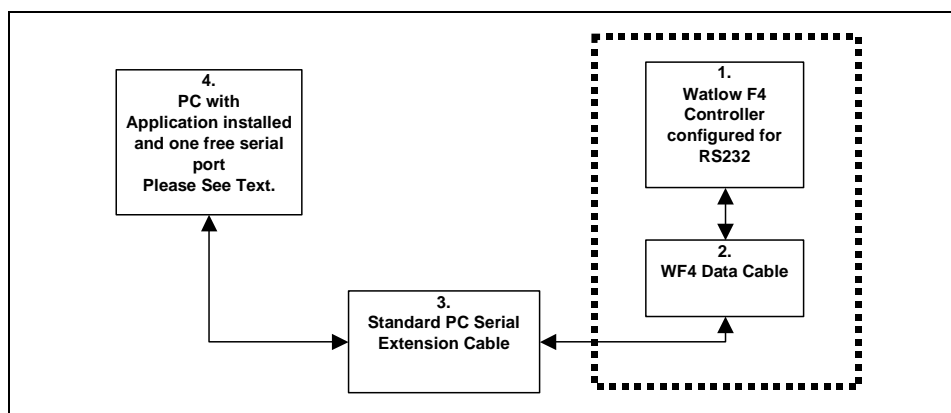 4.
PC with
Application installed
and one free serial
port
Please See Text.
1.
Watlow F4
Controller
configured for
RS232
2.
WF4 Data Cable
3.
Standard PC Serial
Extension Cable